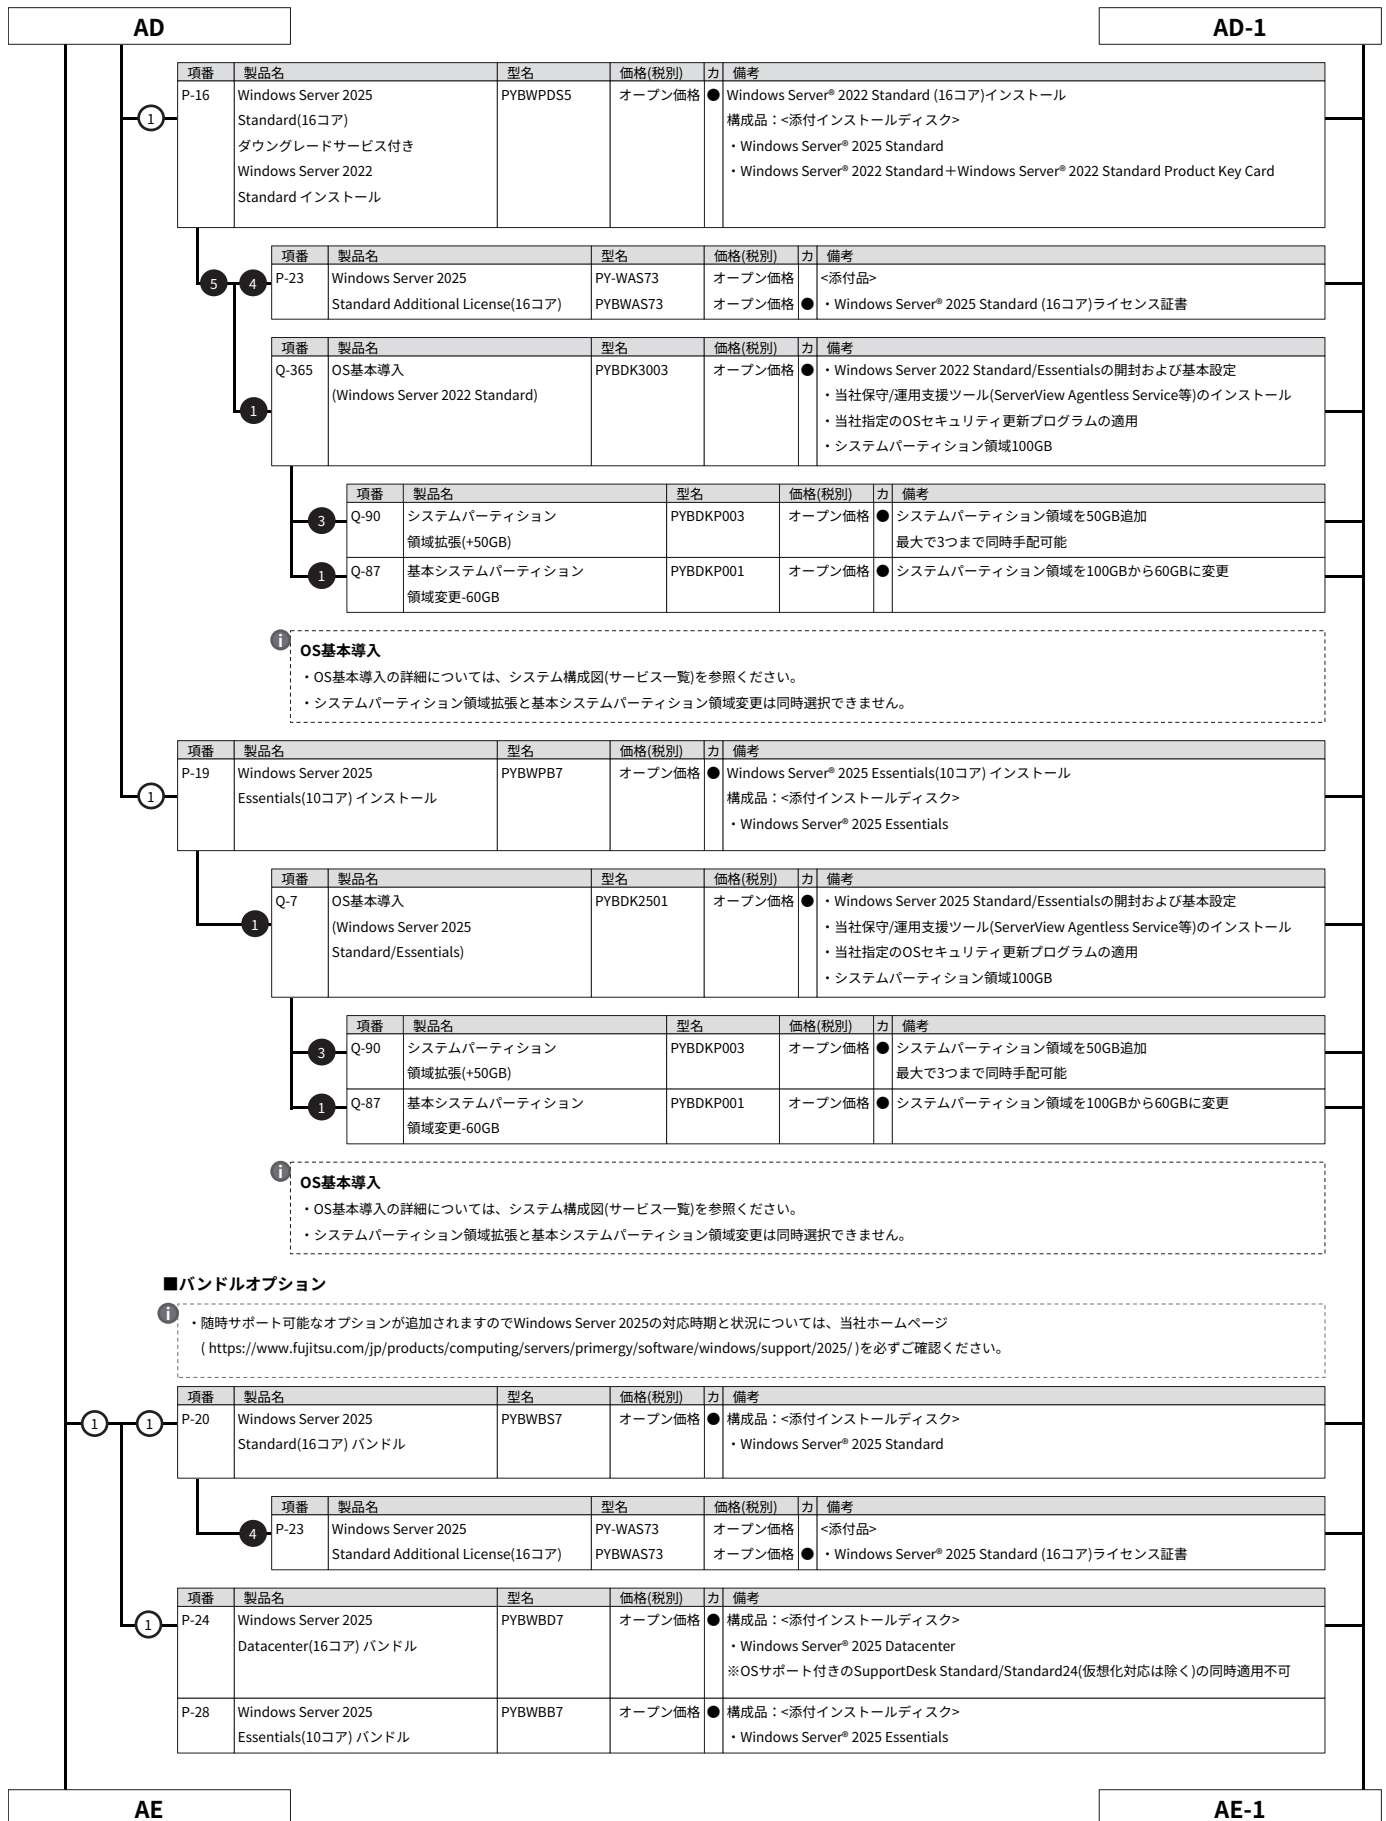 AD
AD-1
項番 製品名 型名 価格(税別) カ 備考
P-16 Windows Server 2025 PYBWPDS5 オープン価格 ● Windows Server® 2022 Standard (16コア)インストール
Standard(16コア) 構成品：<添付インストールディスク>
ダウングレードサービス付き ・Windows Server® 2025 Standard
Windows Server 2022 ・Windows Server® 2022 Standard＋Windows Server® 2022 Standard Product Key Card
Standard インストール
1
項番 製品名 型名 価格(税別) カ 備考
5 4 P-23 Windows Server 2025 PY-WAS73 オープン価格 <添付品>
Standard Additional License(16コア) PYBWAS73 オープン価格 ● ・Windows Server® 2025 Standard (16コア)ライセンス証書
項番 製品名 型名 価格(税別) カ 備考
Q-365 OS基本導入 PYBDK3003 オープン価格 ● ・Windows Server 2022 Standard/Essentialsの開封および基本設定
(Windows Server 2022 Standard) ・当社保守/運用支援ツール(ServerView Agentless Service等)のインストール
1 ・当社指定のOSセキュリティ更新プログラムの適用
・システムパーティション領域100GB
項番 製品名 型名 価格(税別) カ 備考
3 Q-90 システムパーティション PYBDKP003 オープン価格 ● システムパーティション領域を50GB追加
領域拡張(+50GB) 最大で3つまで同時手配可能
1 Q-87 基本システムパーティション PYBDKP001 オープン価格 ● システムパーティション領域を100GBから60GBに変更
領域変更-60GB
i OS基本導入
・OS基本導入の詳細については、システム構成図(サービス一覧)を参照ください。
・システムパーティション領域拡張と基本システムパーティション領域変更は同時選択できません。
項番 製品名 型名 価格(税別) カ 備考
P-19 Windows Server 2025 PYBWPB7 オープン価格 ● Windows Server® 2025 Essentials(10コア) インストール
1 Essentials(10コア) インストール 構成品：<添付インストールディスク>
・Windows Server® 2025 Essentials
項番 製品名 型名 価格(税別) カ 備考
Q-7 OS基本導入 PYBDK2501 オープン価格 ● ・Windows Server 2025 Standard/Essentialsの開封および基本設定
1 (Windows Server 2025 ・当社保守/運用支援ツール(ServerView Agentless Service等)のインストール
Standard/Essentials) ・当社指定のOSセキュリティ更新プログラムの適用
・システムパーティション領域100GB
項番 製品名 型名 価格(税別) カ 備考
3 Q-90 システムパーティション PYBDKP003 オープン価格 ● システムパーティション領域を50GB追加
領域拡張(+50GB) 最大で3つまで同時手配可能
1 Q-87 基本システムパーティション PYBDKP001 オープン価格 ● システムパーティション領域を100GBから60GBに変更
領域変更-60GB
i OS基本導入
・OS基本導入の詳細については、システム構成図(サービス一覧)を参照ください。
・システムパーティション領域拡張と基本システムパーティション領域変更は同時選択できません。
■バンドルオプション
i ・随時サポート可能なオプションが追加されますのでWindows Server 2025の対応時期と状況については、当社ホームページ
( https://www.fujitsu.com/jp/products/computing/servers/primergy/software/windows/support/2025/ )を必ずご確認ください。
項番 製品名 型名 価格(税別) カ 備考
1 1 P-20 Windows Server 2025 PYBWBS7 オープン価格 ● 構成品：<添付インストールディスク>
Standard(16コア) バンドル ・Windows Server® 2025 Standard
項番 製品名 型名 価格(税別) カ 備考
4 P-23 Windows Server 2025 PY-WAS73 オープン価格 <添付品>
Standard Additional License(16コア) PYBWAS73 オープン価格 ● ・Windows Server® 2025 Standard (16コア)ライセンス証書
項番 製品名 型名 価格(税別) カ 備考
1 P-24 Windows Server 2025 PYBWBD7 オープン価格 ● 構成品：<添付インストールディスク>
Datacenter(16コア) バンドル ・Windows Server® 2025 Datacenter
※OSサポート付きのSupportDesk Standard/Standard24(仮想化対応は除く)の同時適用不可
P-28 Windows Server 2025 PYBWBB7 オープン価格 ● 構成品：<添付インストールディスク>
Essentials(10コア) バンドル ・Windows Server® 2025 Essentials
AE
AE-1